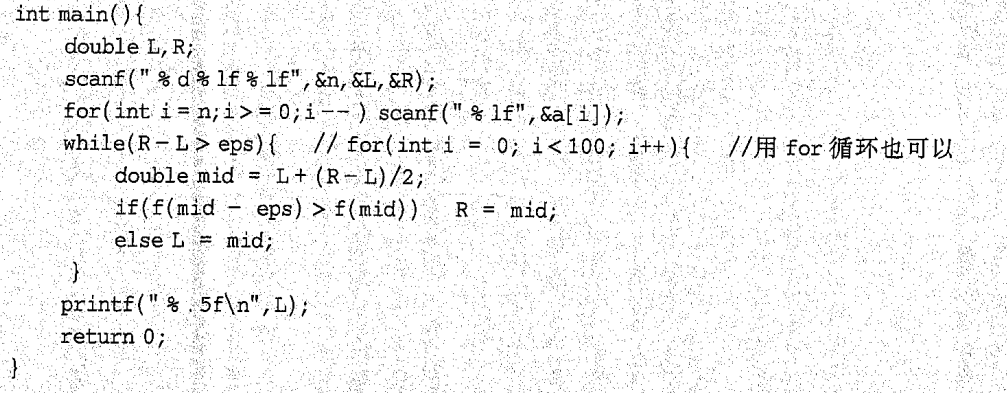 int main(){
double L,R;
scanf(" % d % lf % lf",&n,&L,&R);
for(int i = n;i > = 0;i -- ) scanf(" % lf",&a[i]);
while(R - L > eps){ // for(int i = 0; i<100; i++){ //用 for 循环也可以
double mid = L + (R - L)/2;
if(f(mid - eps) > f(mid)) R = mid;
else L = mid;
}
printf(" % .5f\n",L);
return 0;
}